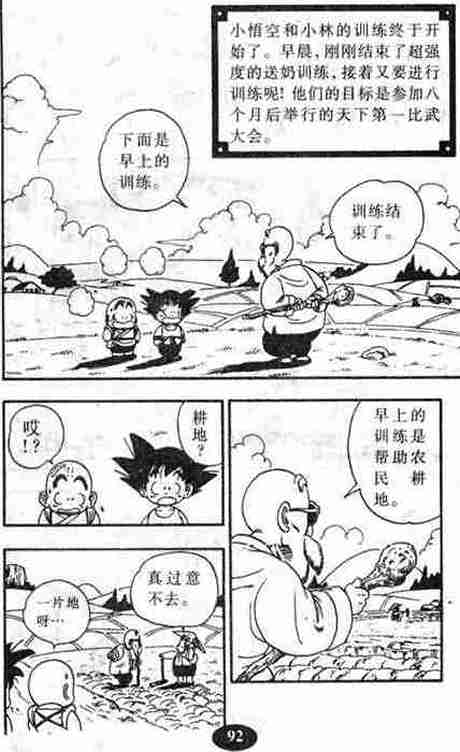 小悟空和小林的训练终于开
始了。早晨,刚刚结束了超强
度的送奶训练,接着又要进行
训练呢! 他们的目标是参加八
个月后举行的天下第一比武
大会。
训练结
束了。
下面是
早上的
训练。
早上的
训练是
帮助农
民耕
地。
耕
地?
哎
!?
真过意
不去。
一片地
呀…
92